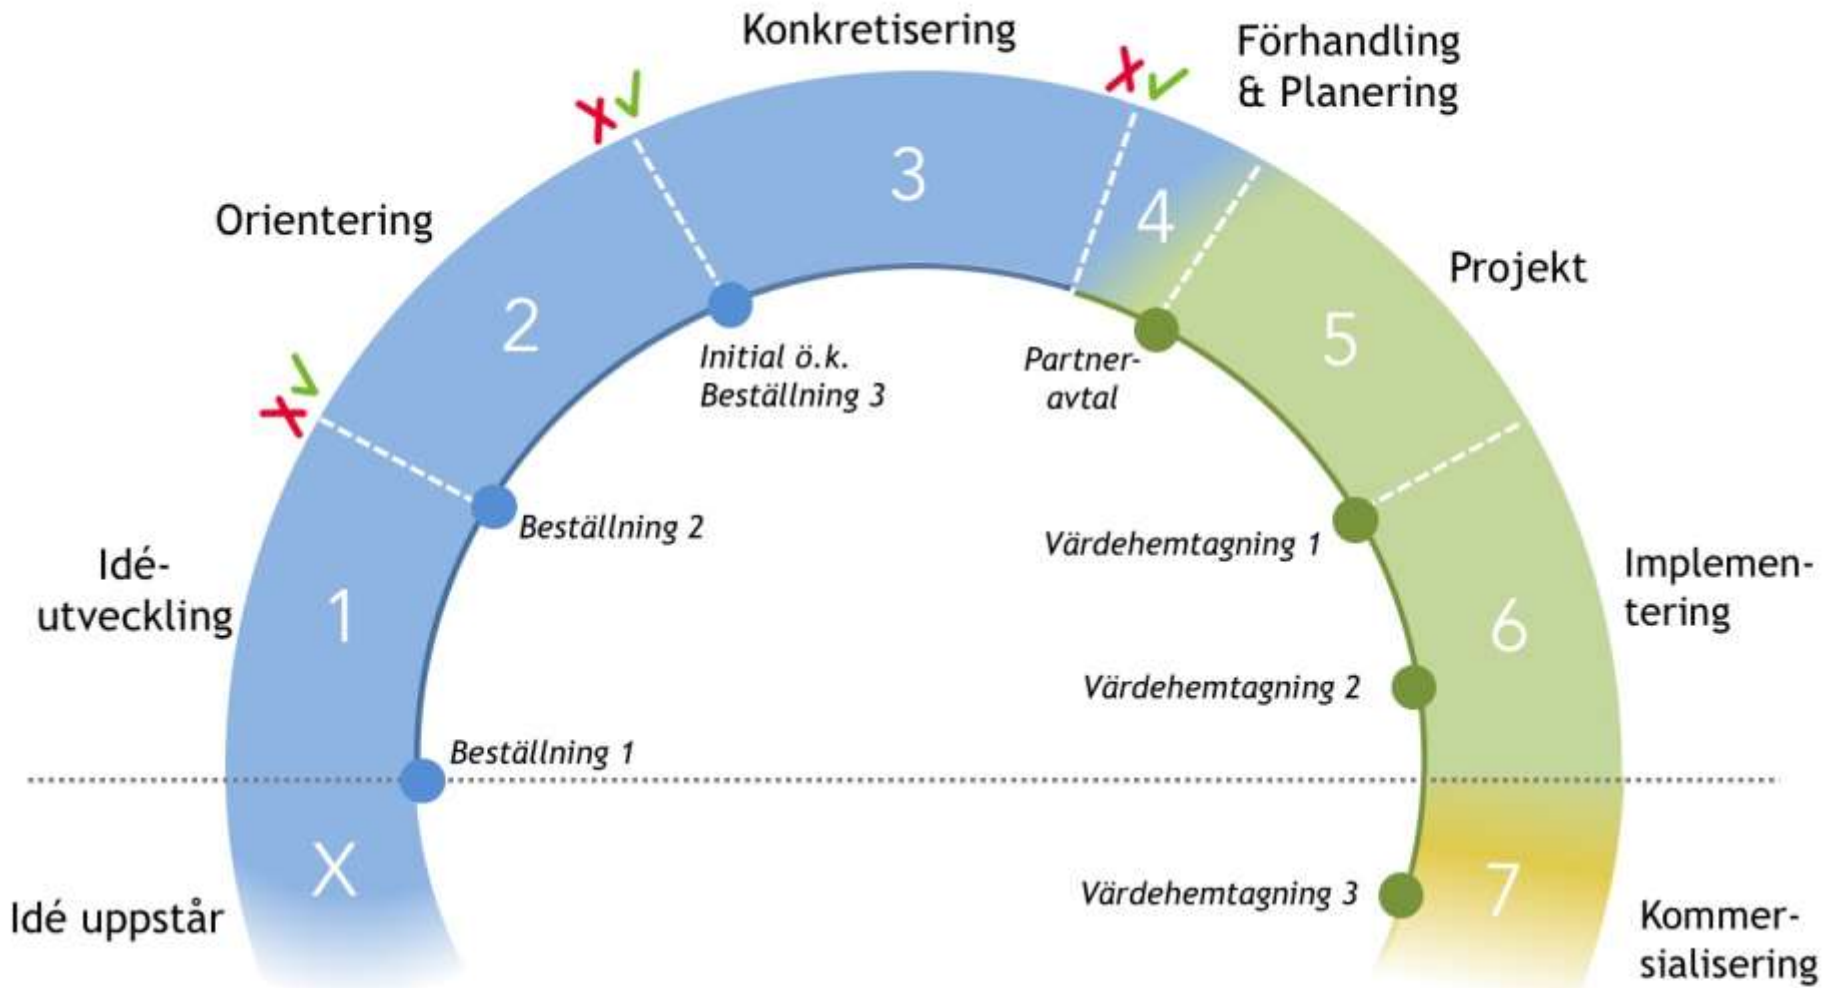 Konkretisering
Förhandling
& Planering
3
4
Orientering
Projekt
2
5
Initial ö.k.
Beställning 3
Partner-
avtal
Beställning 2
Värdehemtagning 1
Idé-
utveckling
1
Implemen-
tering
6
Värdehemtagning 2
Beställning 1
X
7
Värdehemtagning 3
Idé uppstår
Kommer-
sialisering